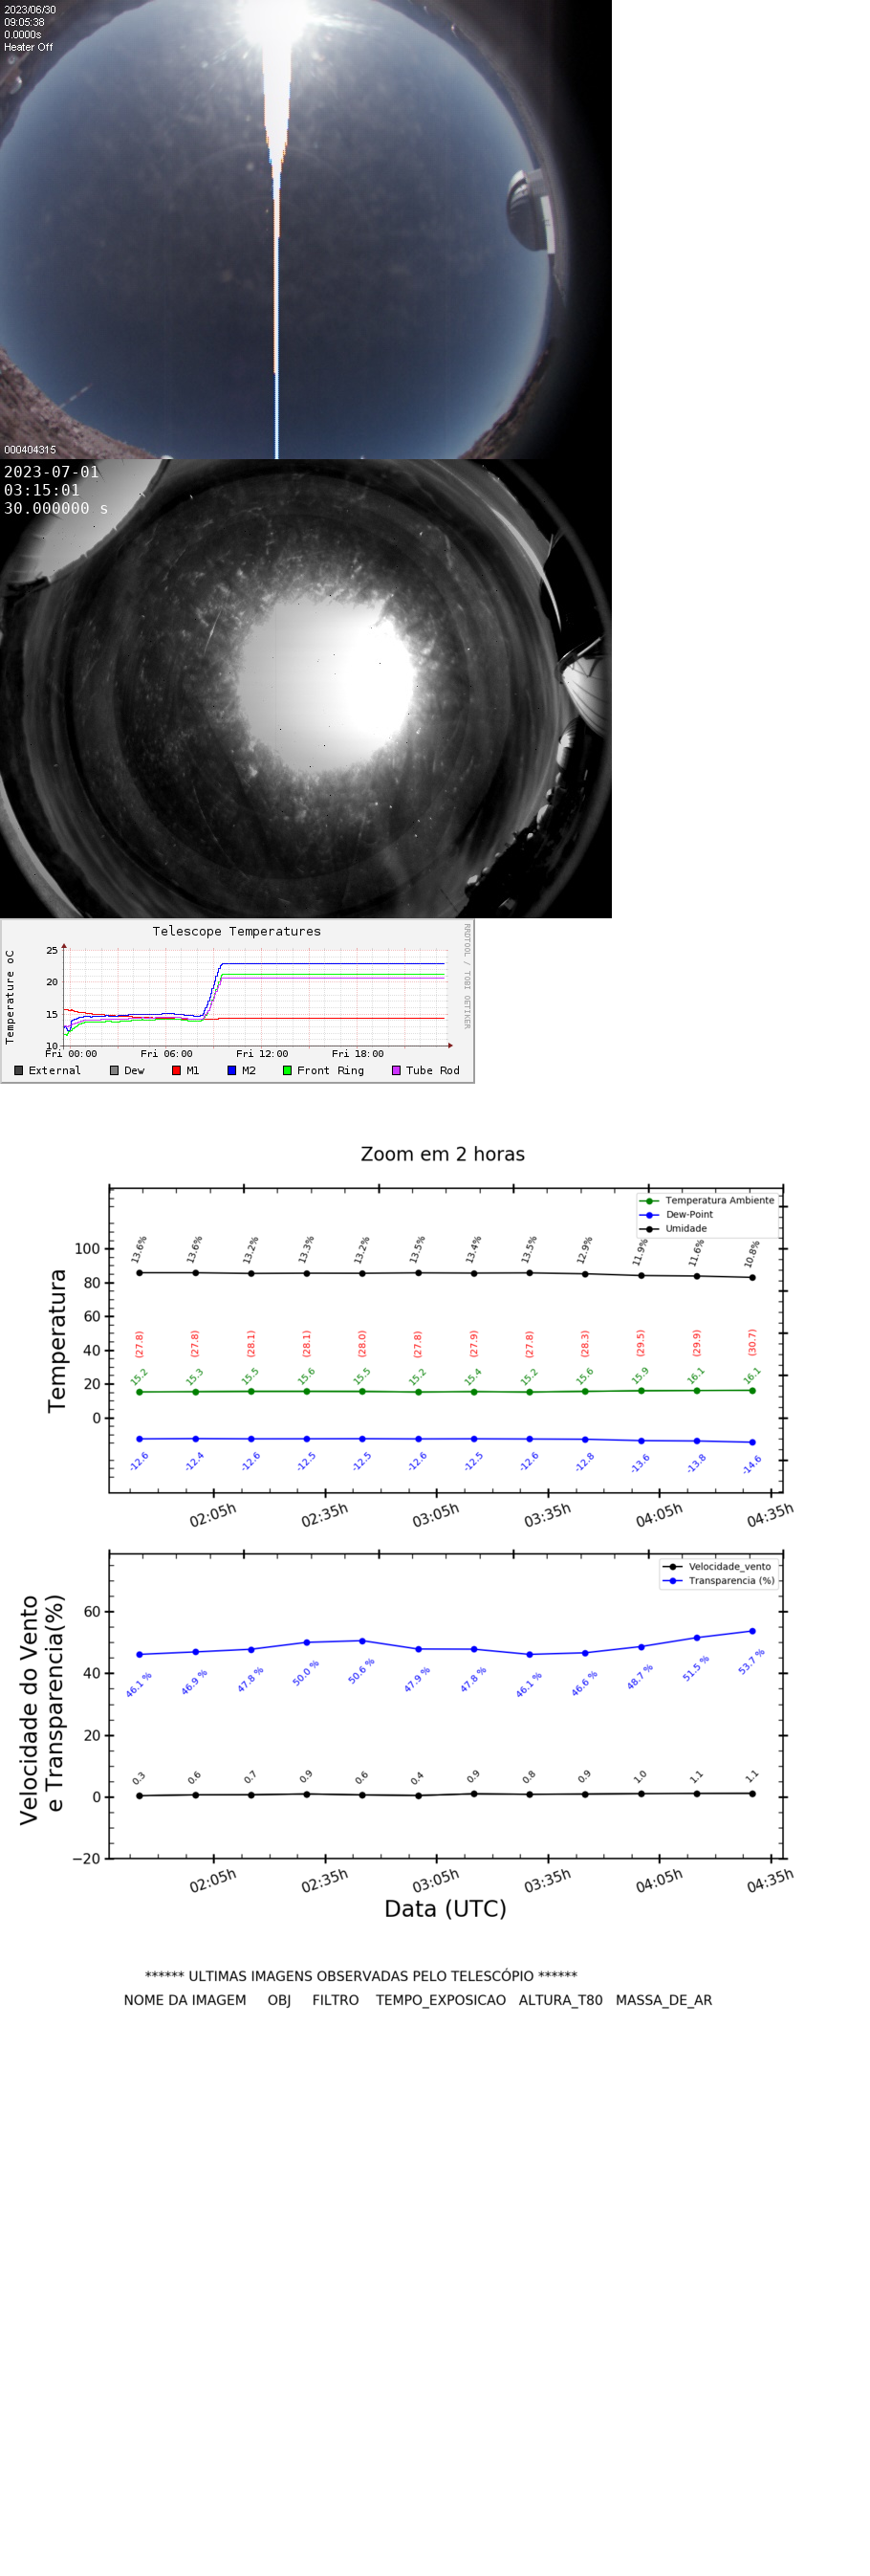 2023/06/30
09:05:38
0.0000s
Heater Off
000404315
2023-07-01
03:15:01
30.000000 s
Telescope Temperatures
RRDTOOL / TOBI OETIKER
Temperature oC
25
20
15
10
Fri 00:00 Fri 06:00 Fri 12:00 Fri 18:00
External Dew M1 M2 Front Ring Tube Rod
Zoom em 2 horas
Temperatura Ambiente
Dew-Point
Umidade
Temperatura
100
80
60
40
20
0
13.6% 13.6% 13.2% 13.3% 13.2% 13.5% 13.4% 13.5% 12.9% 11.9% 11.6% 10.8%
(27.8) (27.8) (28.1) (28.1) (28.0) (27.8) (27.9) (27.8) (28.3) (29.5) (29.9) (30.7)
15.2 15.3 15.5 15.6 15.5 15.2 15.4 15.2 15.6 15.9 16.1 16.1
-12.6 -12.4 -12.6 -12.5 -12.5 -12.6 -12.5 -12.6 -12.8 -13.6 -13.8 -14.6
02:05h 02:35h 03:05h 03:35h 04:05h 04:35h
Velocidade_vento
Transparencia (%)
Velocidade do Vento
e Transparencia(%)
60
40
20
0
−20
46.1 % 46.9 % 47.8 % 50.0 % 50.6 % 47.9 % 47.8 % 46.1 % 46.6 % 48.7 % 51.5 % 53.7 %
0.3 0.6 0.7 0.9 0.6 0.4 0.9 0.8 0.9 1.0 1.1 1.1
02:05h 02:35h 03:05h 03:35h 04:05h 04:35h
Data (UTC)
****** ULTIMAS IMAGENS OBSERVADAS PELO TELESCÓPIO ******
NOME DA IMAGEM OBJ FILTRO TEMPO_EXPOSICAO ALTURA_T80 MASSA_DE_AR